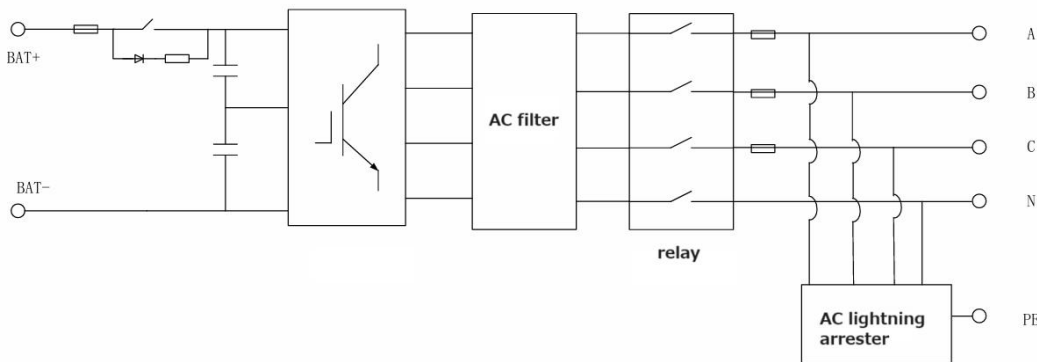 BAT+
BAT-
AC filter
relay
A
B
C
N
AC lightning
arrester
PE